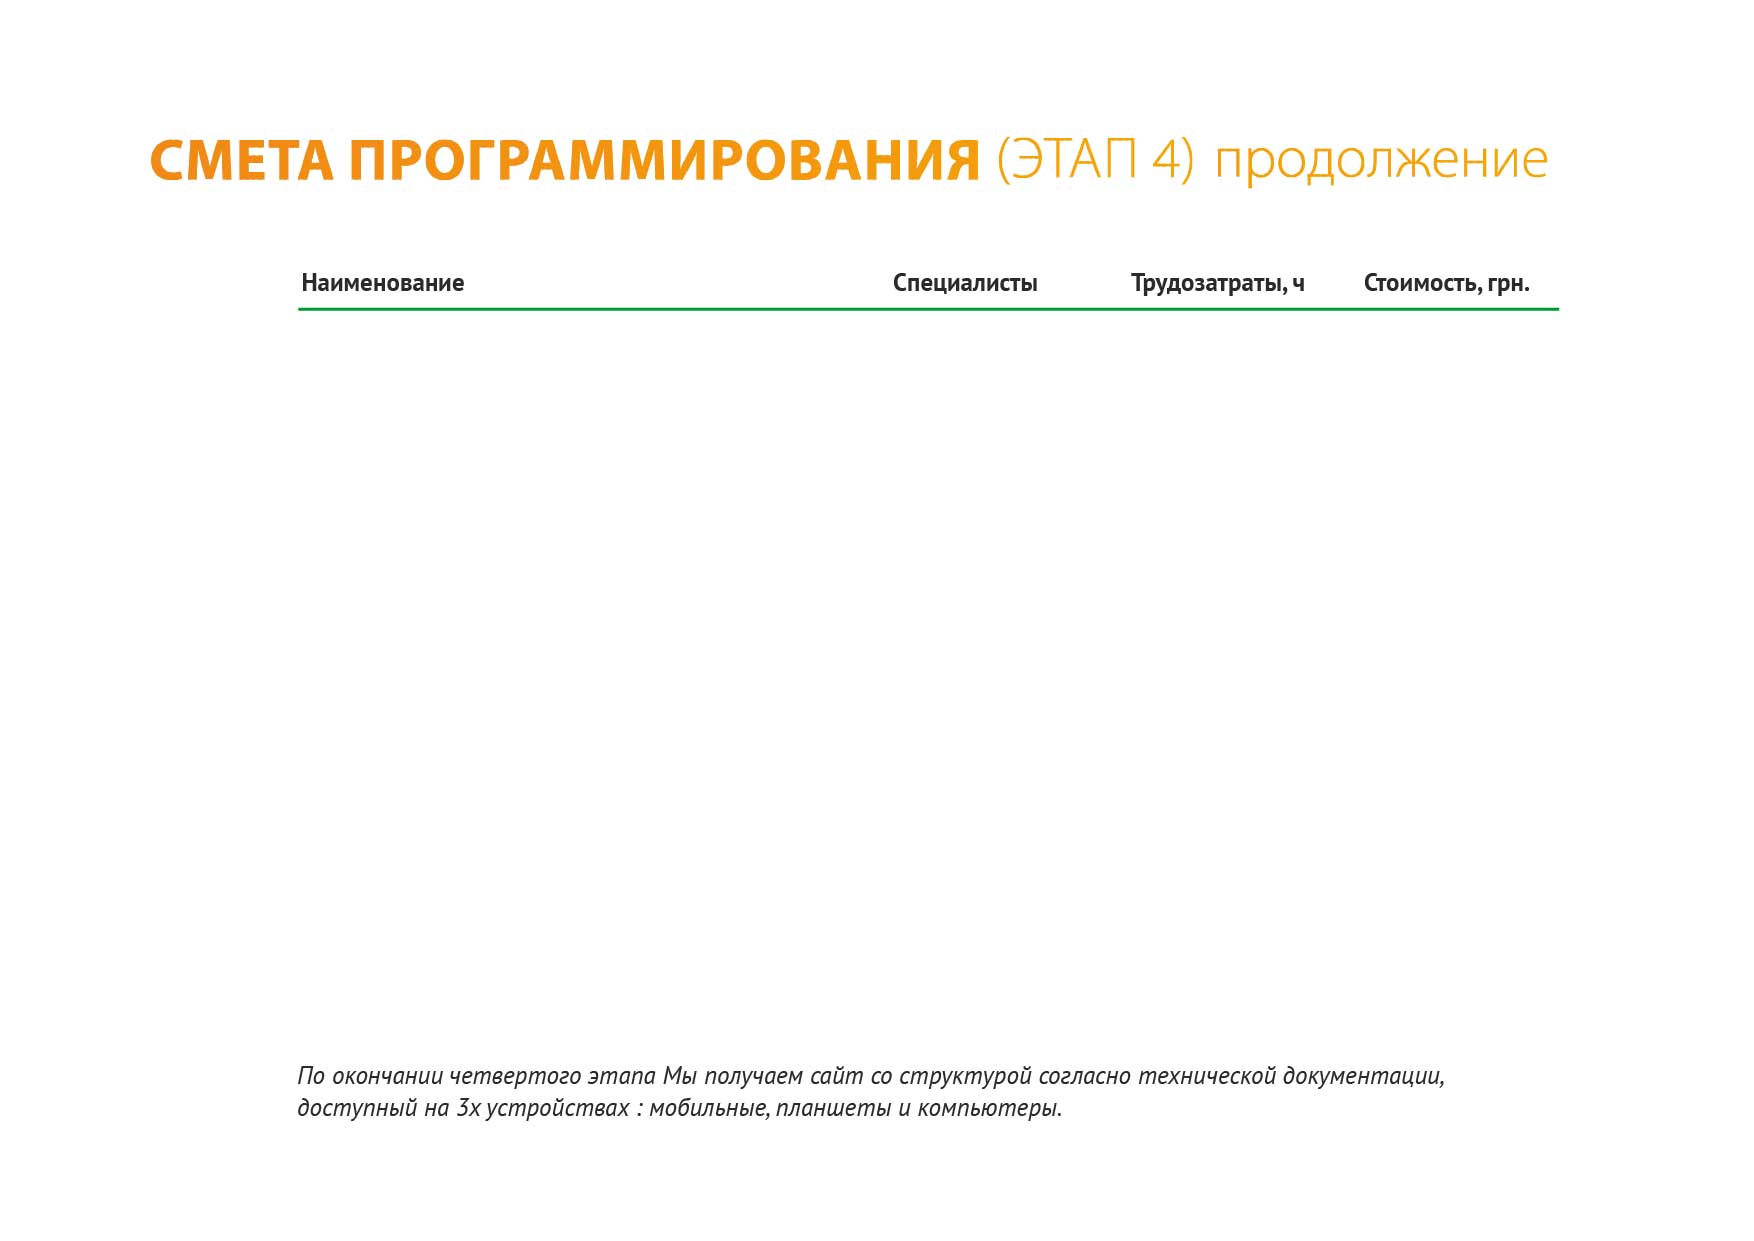 СМЕТА ПРОГРАММИРОВАНИЯ (ЭТАП 4) продолжение
Наименование Специалисты Трудозатраты, ч Стоимость, грн.
По окончании четвертого этапа Мы получаем сайт со структурой согласно технической документации,
доступный на 3х устройствах : мобильные, планшеты и компьютеры.